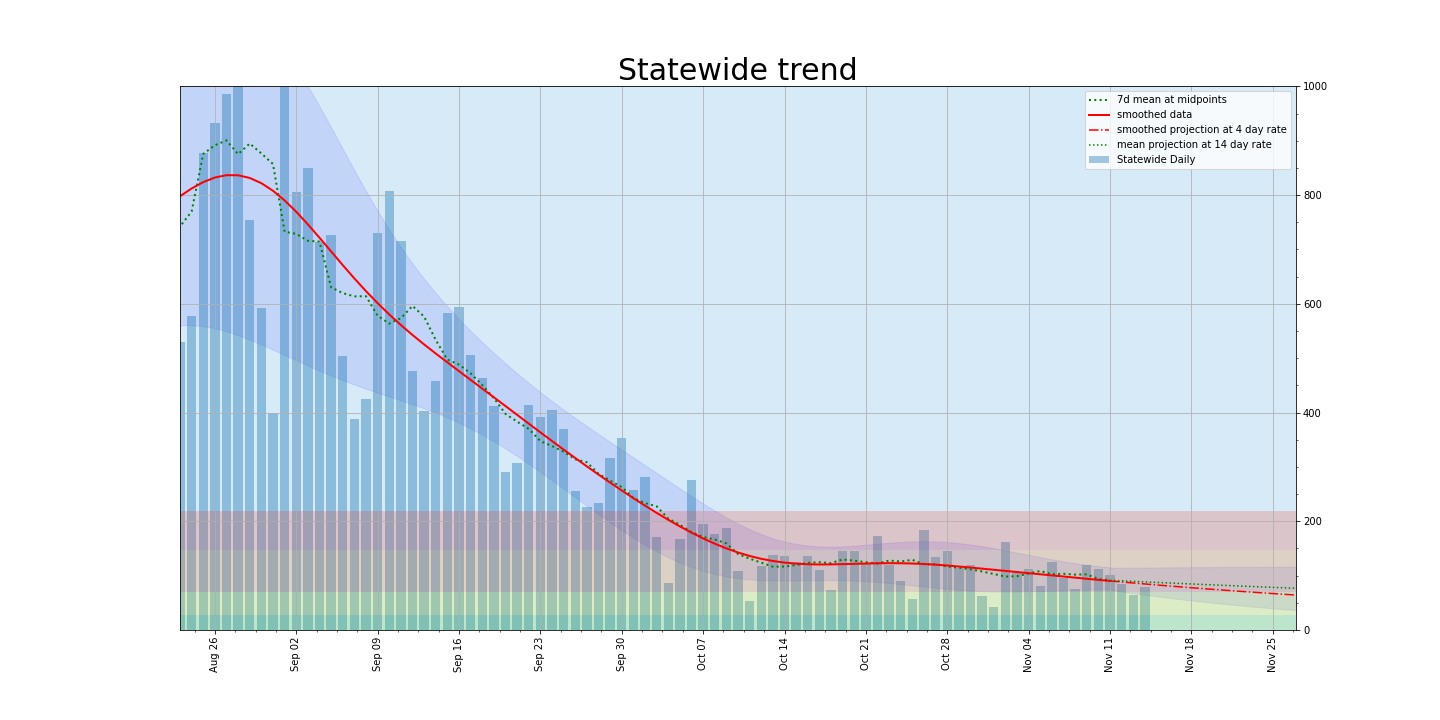 Statewide trend
7d mean at midpoints
smoothed data
smoothed projection at 4 day rate
mean projection at 14 day rate
Statewide Daily
1000
800
600
400
200
0
Aug 26
Sep 02
Sep 09
Sep 16
Sep 23
Sep 30
Oct 07
Oct 14
Oct 21
Oct 28
Nov 04
Nov 11
Nov 18
Nov 25